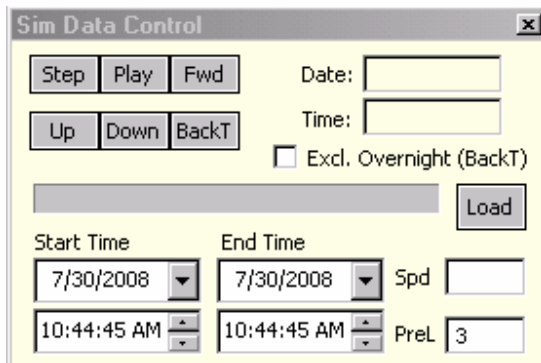 Sim Data Control
Step Play Fwd Date:
Up Down BackT Time:
Excl. Overnight (BackT)
Load
Start Time End Time
7/30/2008 7/30/2008 Spd
10:44:45 AM 10:44:45 AM PreL 3